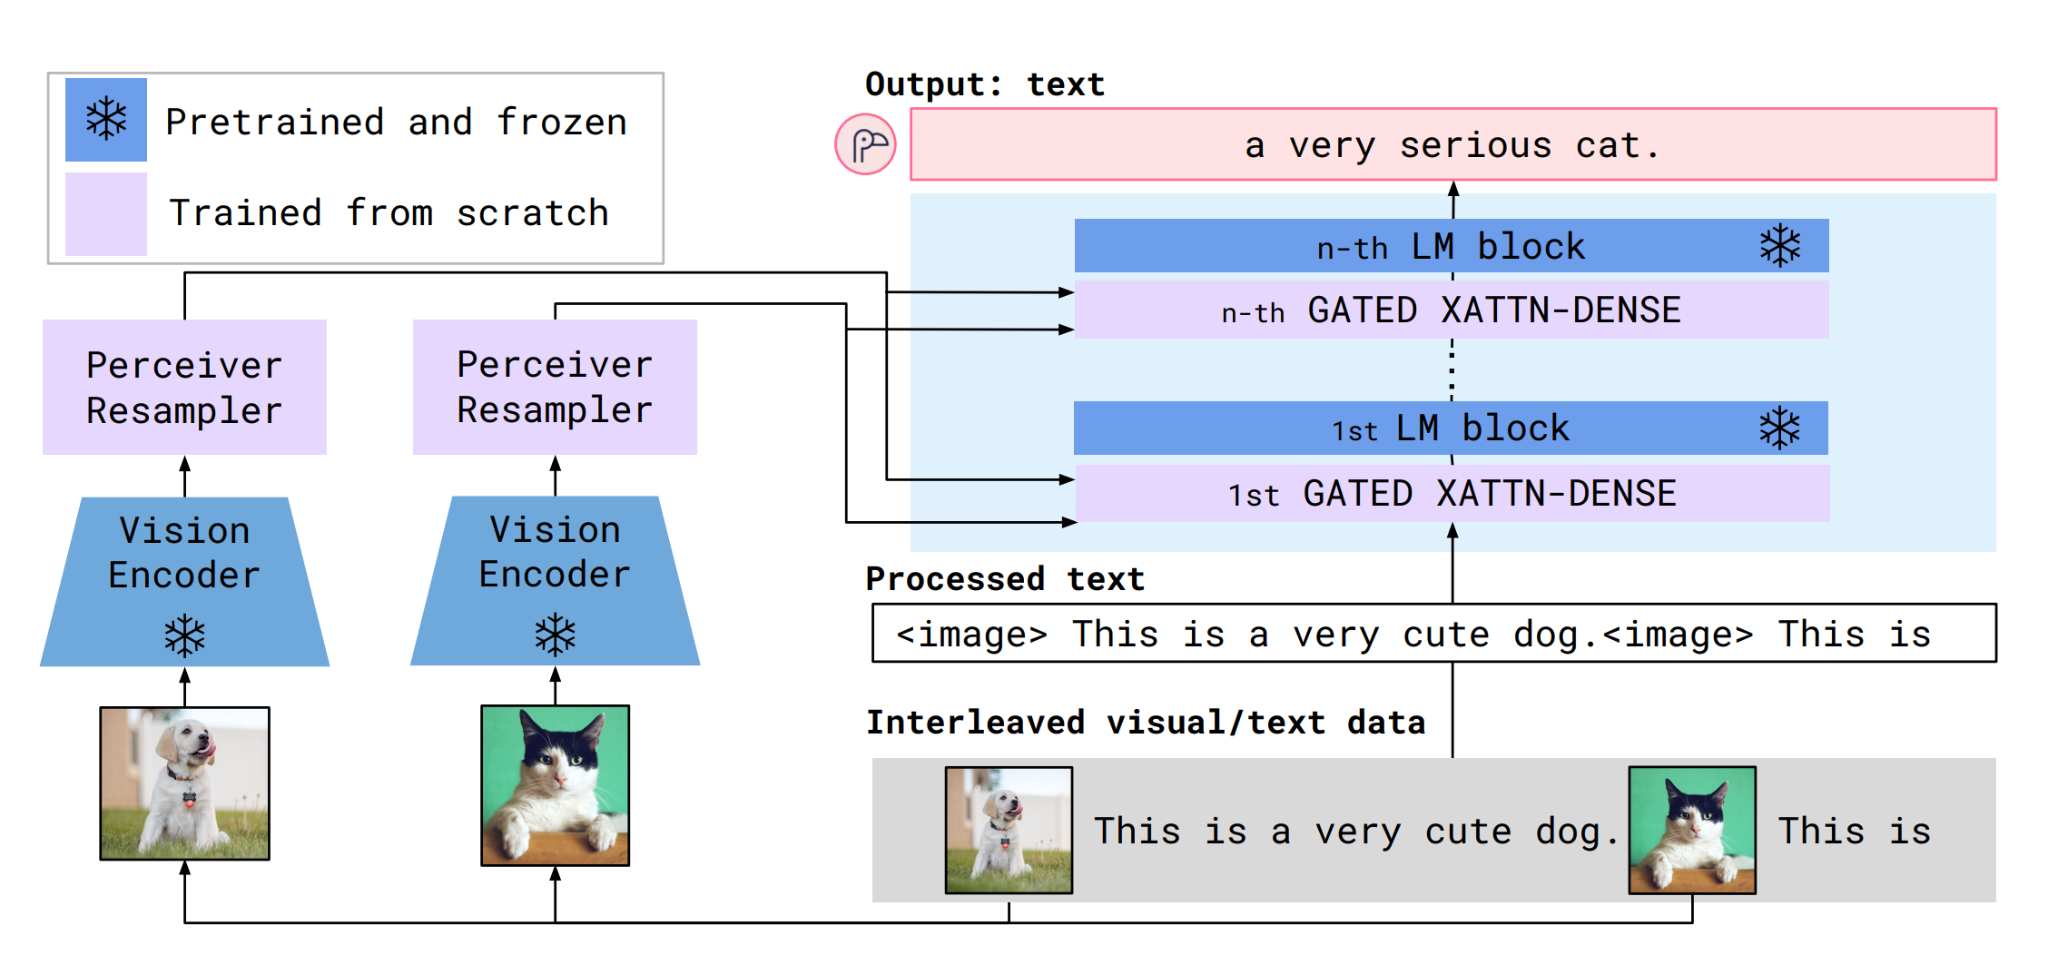 Pretrained and frozen
Trained from scratch
Perceiver
Resampler
Perceiver
Resampler
Vision
Encoder
Vision
Encoder
Output: text
a very serious cat.
n-th LM block
n-th GATED XATTN-DENSE
1st LM block
1st GATED XATTN-DENSE
Processed text
<image> This is a very cute dog.<image> This is
Interleaved visual/text data
This is a very cute dog. This is